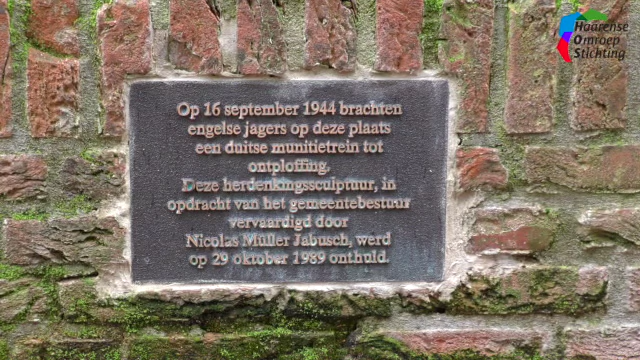 Haarense
Omroep
Stichting
Op 16 september 1944 brachten
engelse jagers op deze plaats
een duitse munitietrein tot
ontploffing.
Deze herdenkingssculptuur, in
opdracht van het gemeentebestuur
vervaardigd door
Nicolas Müller Jabusch, werd
op 29 oktober 1989 onthuld.